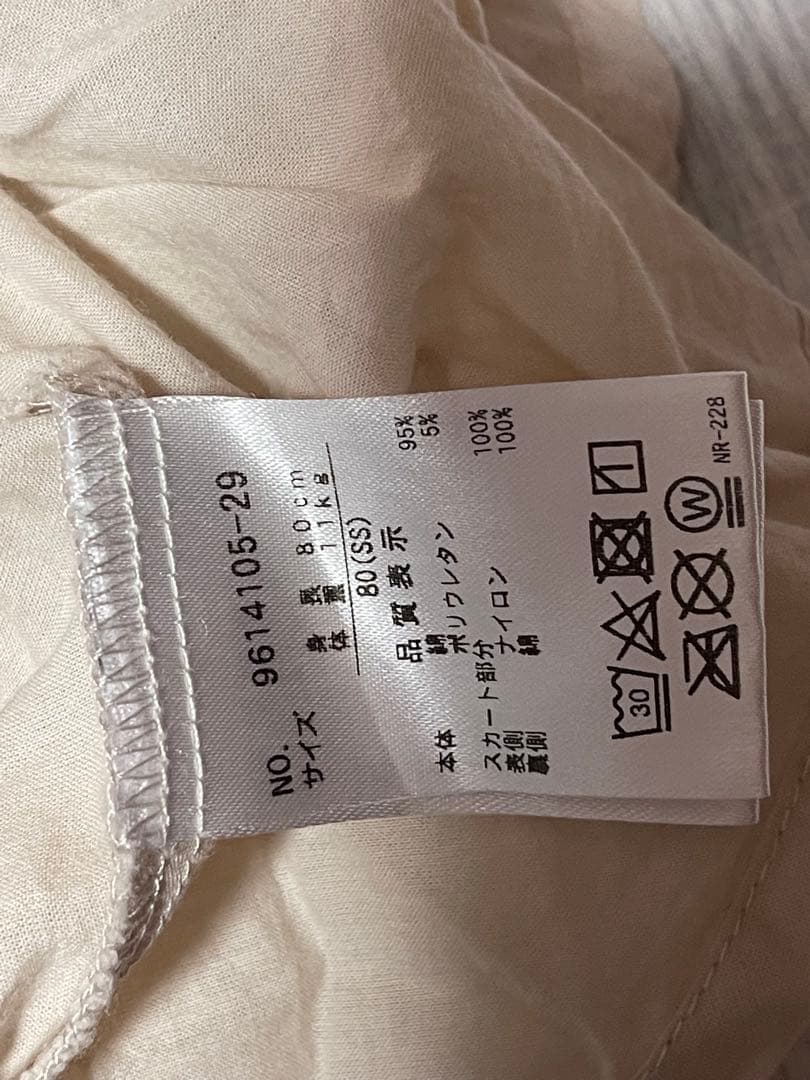 NO. 9614105-29
サイズ
身長 80cm
体重 11kg
80(SS)
品質表示
本体
綿 95%
ポリウレタン 5%
スカート部分
表側 ナイロン 100%
裏側 綿 100%
30
W
NR-228